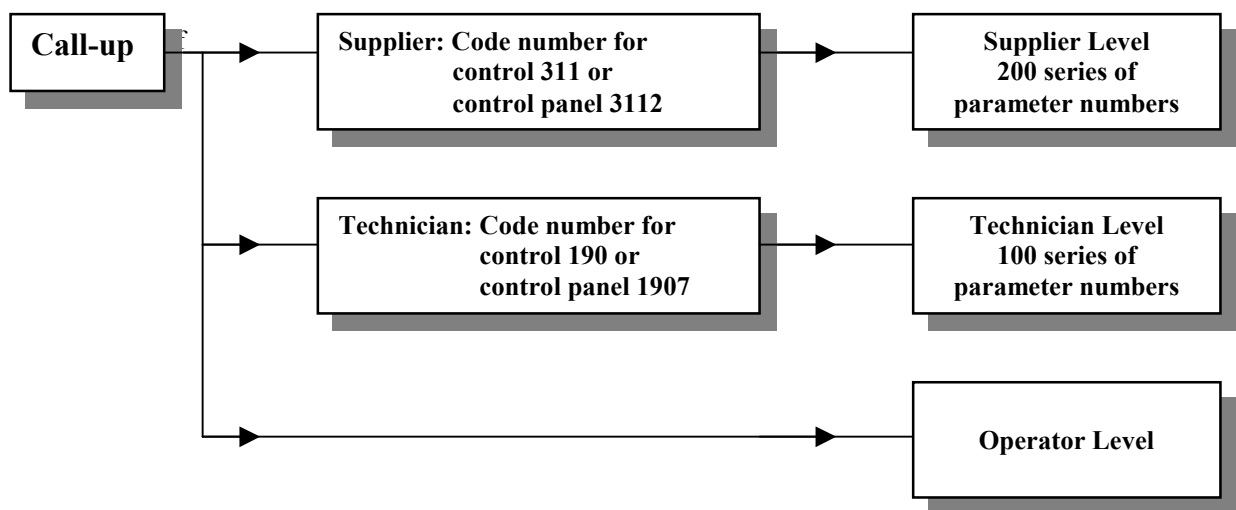 Call-up
Supplier: Code number for
control 311 or
control panel 3112
Supplier Level
200 series of
parameter numbers
Technician: Code number for
control 190 or
control panel 1907
Technician Level
100 series of
parameter numbers
Operator Level